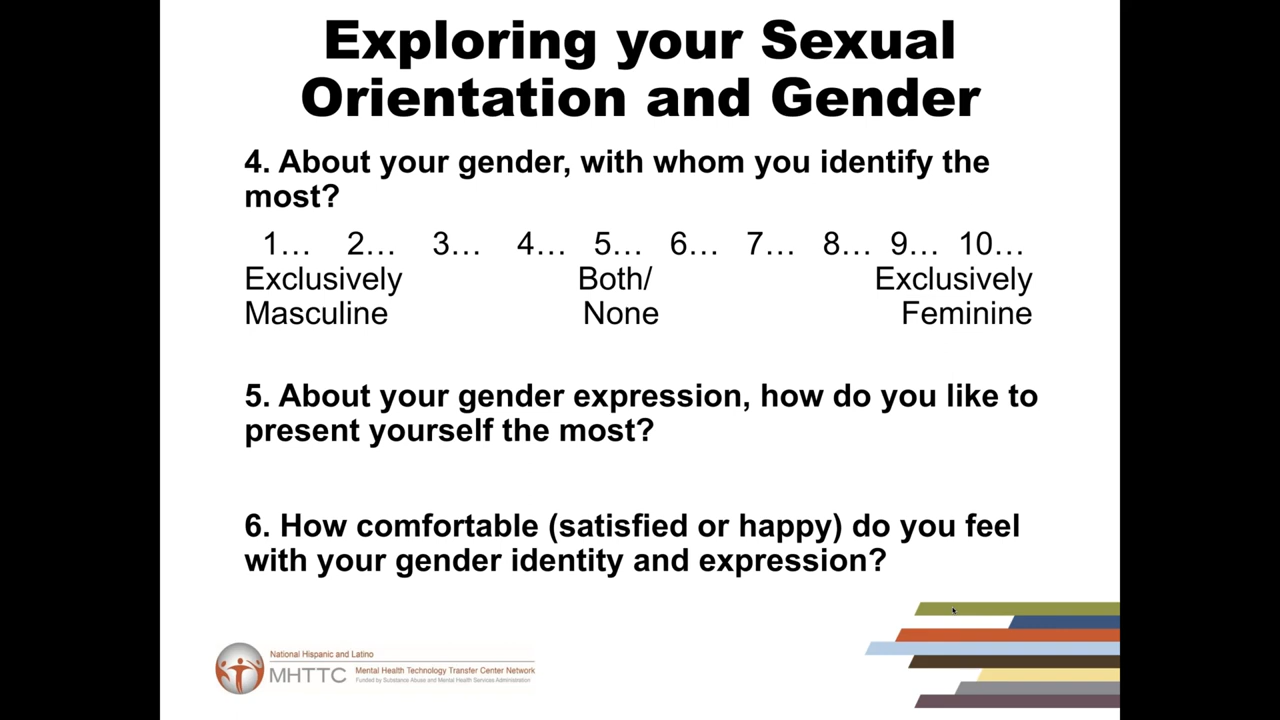 Exploring your Sexual
Orientation and Gender
4. About your gender, with whom you identify the
most?
1… 2… 3… 4… 5… 6… 7… 8… 9… 10…
Exclusively Both/ Exclusively
Masculine None Feminine
5. About your gender expression, how do you like to
present yourself the most?
6. How comfortable (satisfied or happy) do you feel
with your gender identity and expression?
National Hispanic and Latino
MHTTC Mental Health Technology Transfer Center Network
Funded by Substance Abuse and Mental Health Services Administration